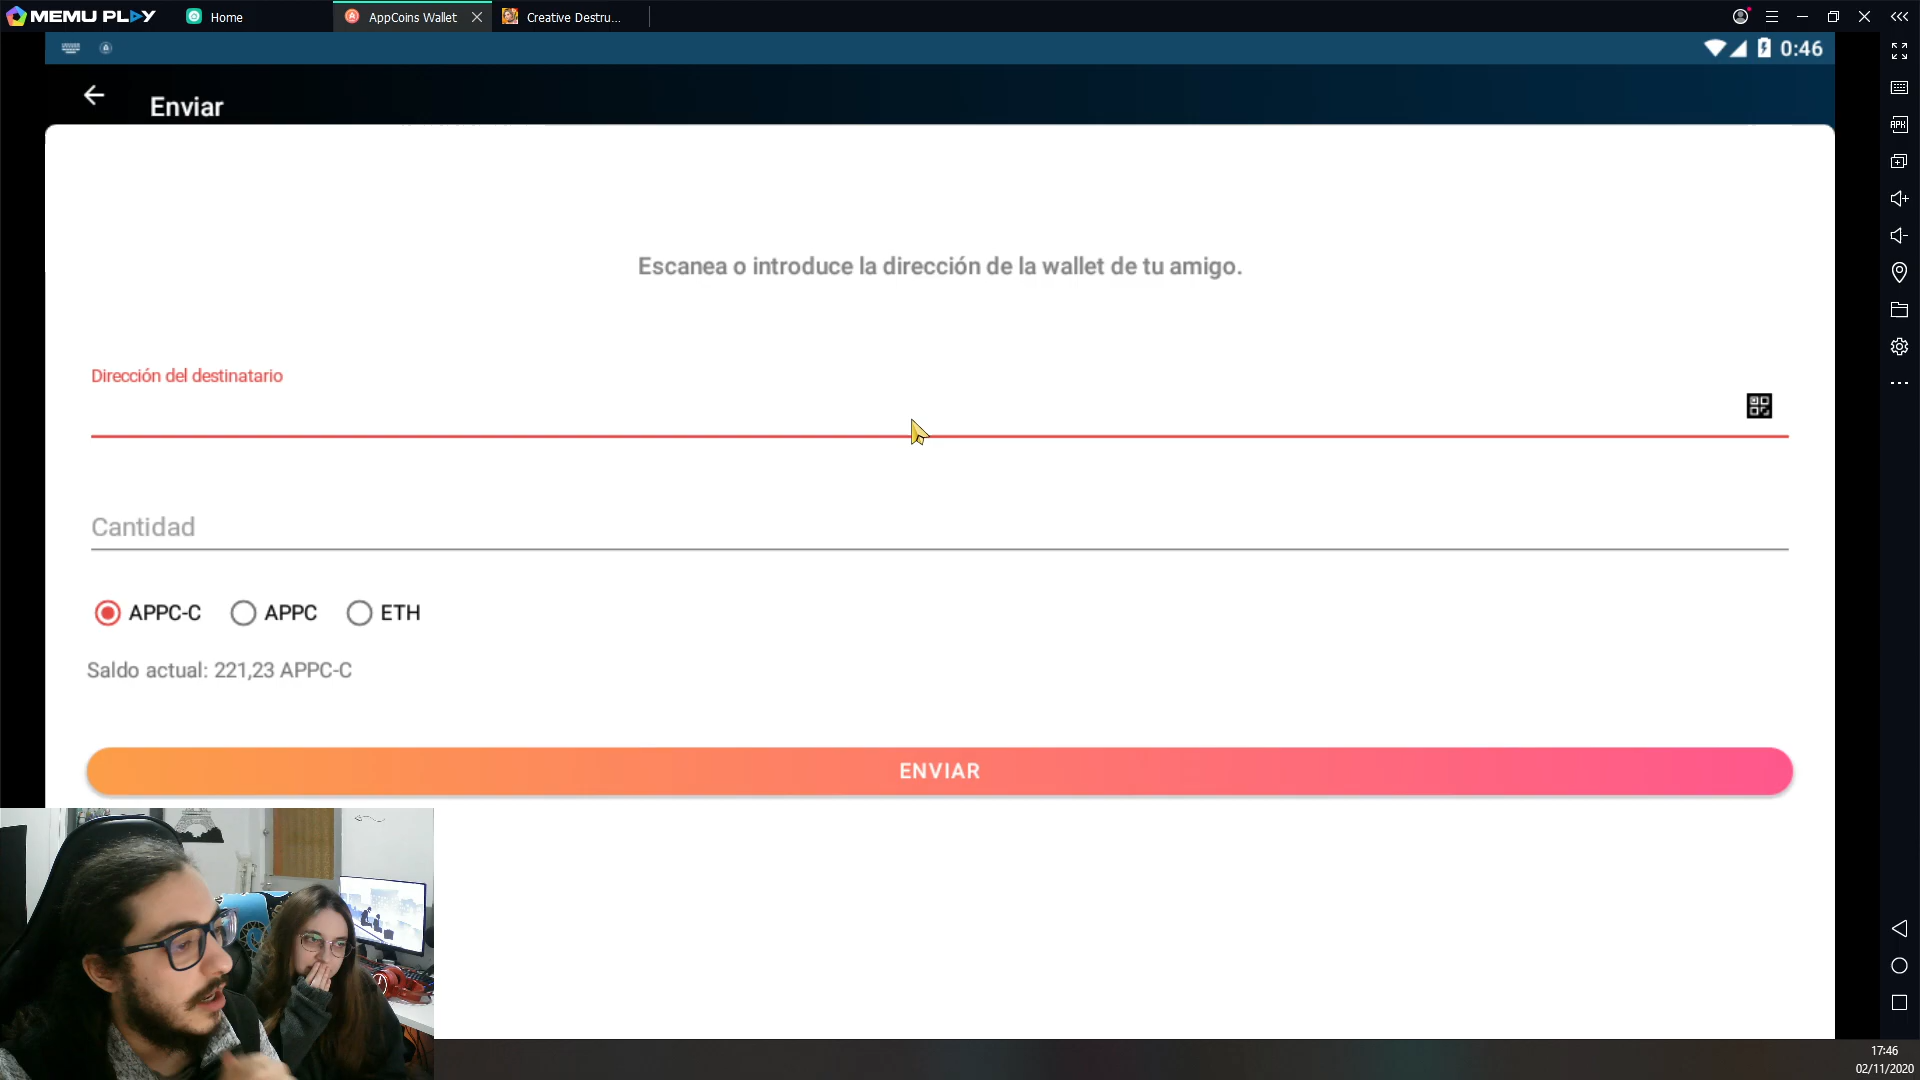 MEMU PLAY
Home
AppCoins Wallet
Creative Destru...
0:46
Enviar
Escanea o introduce la dirección de la wallet de tu amigo.
Dirección del destinatario
Cantidad
APPC-C
APPC
ETH
Saldo actual: 221,23 APPC-C
ENVIAR
APK
17:46
02/11/2020